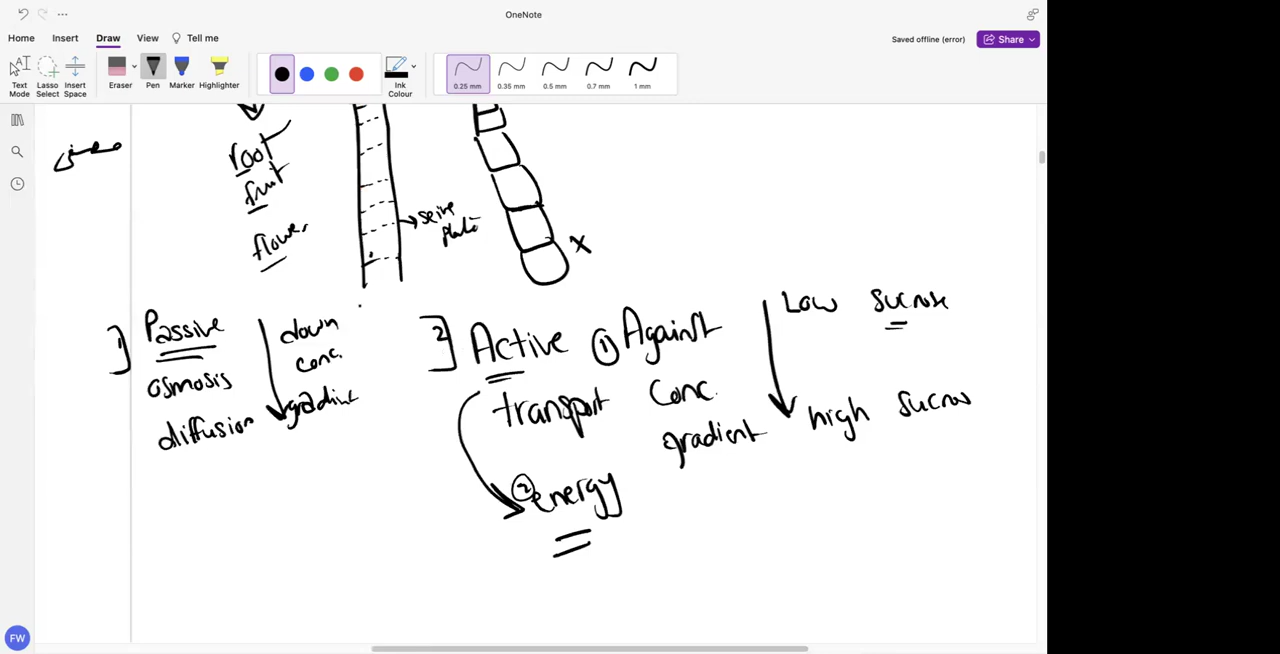 OneNote
Home Insert Draw View Tell me
Saved offline (error)
Share
Text Mode
Lasso Select
Insert Space
Eraser
Pen
Marker
Highlighter
Ink Colour
0.25 mm
0.35 mm
0.5 mm
0.7 mm
1 mm
root
fruit
flower
seive plate
X
1] Passive
osmosis
diffusion
down
conc.
gradient
2] Active
transport
① Against
conc.
gradient
② energy
Low sucrose
high sucros
FW